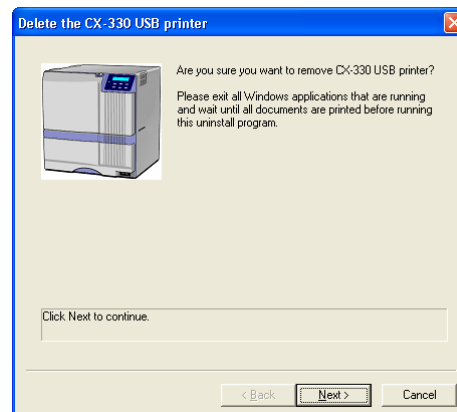 Delete the CX-330 USB printer
Are you sure you want to remove CX-330 USB printer?
Please exit all Windows applications that are running
and wait until all documents are printed before running
this uninstall program.
Click Next to continue.
< Back
Next >
Cancel